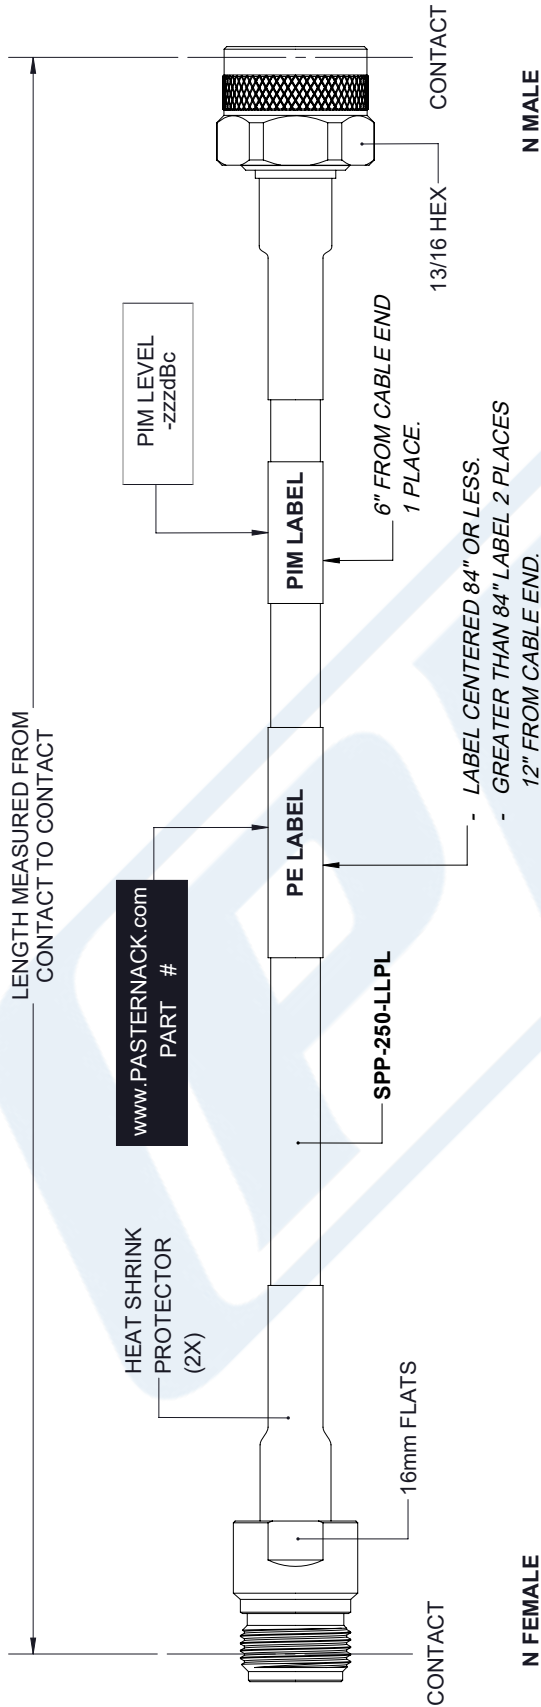 LENGTH MEASURED FROM
CONTACT TO CONTACT
www.PASTERNACK.com
PART #
PIM LEVEL
-zzzdBc
HEAT SHRINK
PROTECTOR
(2X)
PE LABEL
PIM LABEL
SPP-250-LLPL
16mm FLATS
6" FROM CABLE END
1 PLACE.
13/16 HEX
- LABEL CENTERED 84" OR LESS.
- GREATER THAN 84" LABEL 2 PLACES
12" FROM CABLE END.
CONTACT
CONTACT
N FEMALE
N MALE